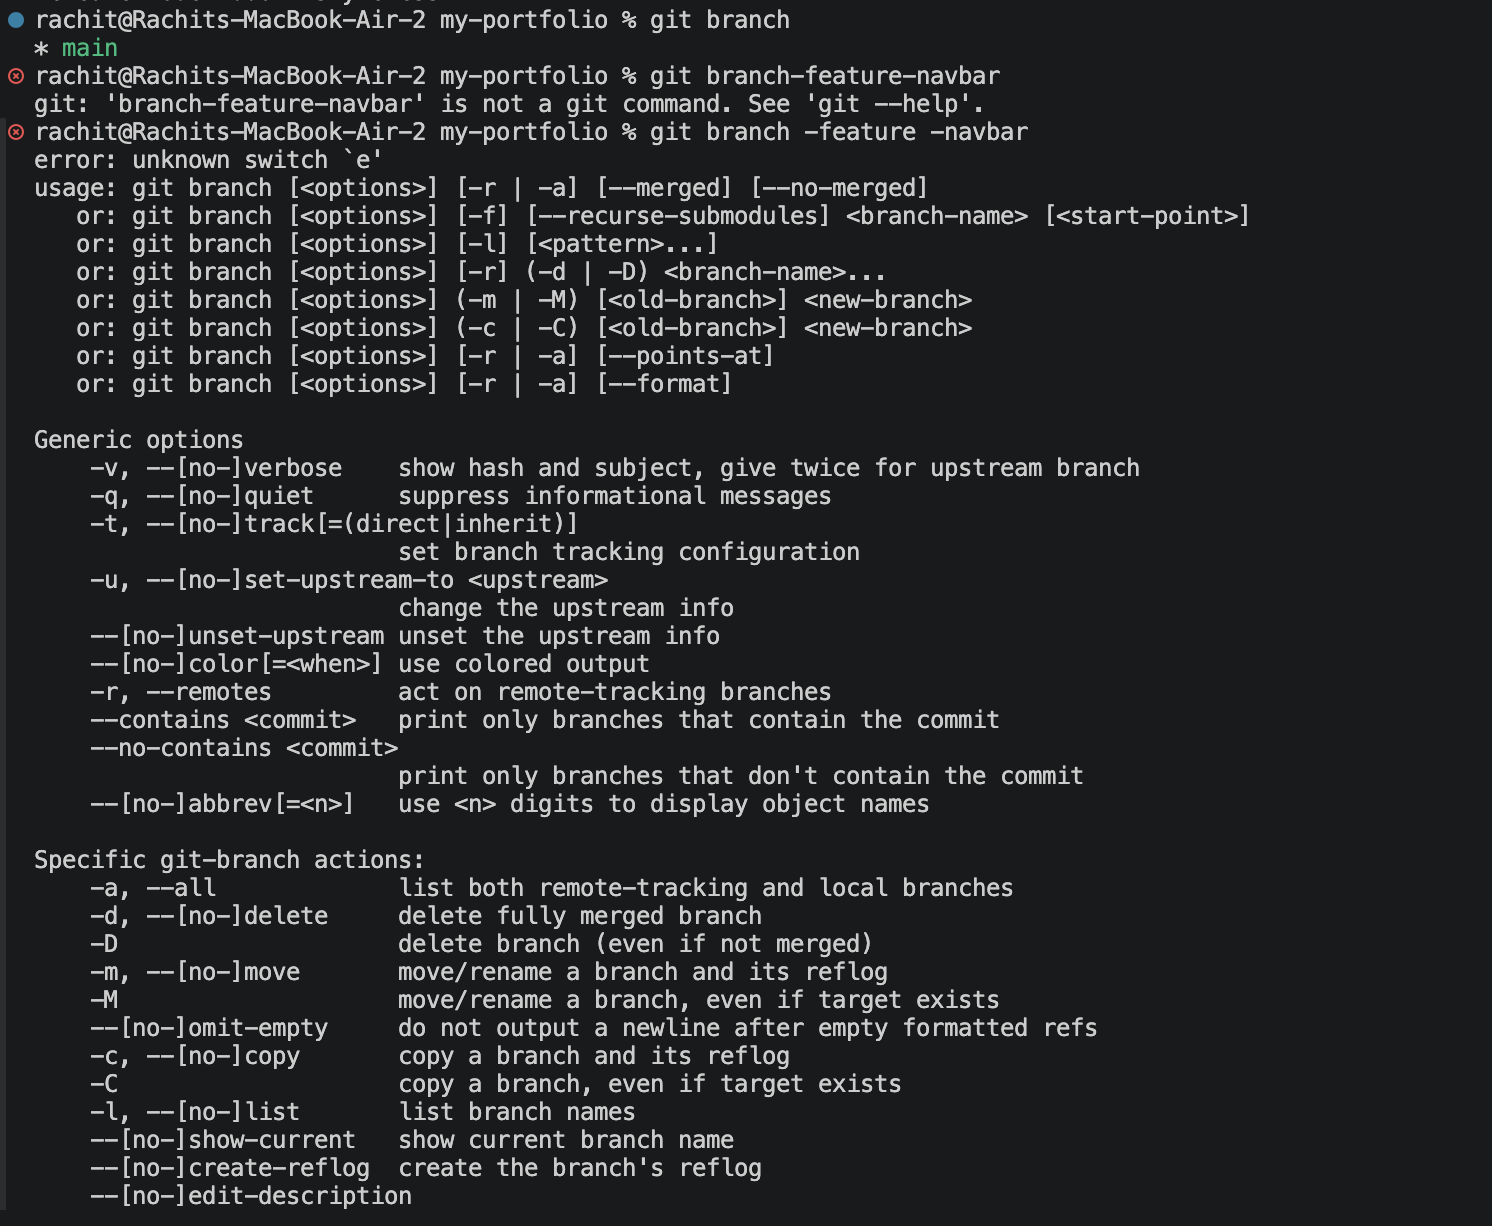 rachit@Rachits-MacBook-Air-2 my-portfolio % git branch
* main
rachit@Rachits-MacBook-Air-2 my-portfolio % git branch-feature-navbar
git: 'branch-feature-navbar' is not a git command. See 'git --help'.
rachit@Rachits-MacBook-Air-2 my-portfolio % git branch -feature -navbar
error: unknown switch `e'
usage: git branch [<options>] [-r | -a] [--merged] [--no-merged]
   or: git branch [<options>] [-f] [--recurse-submodules] <branch-name> [<start-point>]
   or: git branch [<options>] [-l] [<pattern>...]
   or: git branch [<options>] [-r] (-d | -D) <branch-name>...
   or: git branch [<options>] (-m | -M) [<old-branch>] <new-branch>
   or: git branch [<options>] (-c | -C) [<old-branch>] <new-branch>
   or: git branch [<options>] [-r | -a] [--points-at]
   or: git branch [<options>] [-r | -a] [--format]

Generic options
    -v, --[no-]verbose    show hash and subject, give twice for upstream branch
    -q, --[no-]quiet      suppress informational messages
    -t, --[no-]track[=(direct|inherit)]
                          set branch tracking configuration
    -u, --[no-]set-upstream-to <upstream>
                          change the upstream info
    --[no-]unset-upstream unset the upstream info
    --[no-]color[=<when>] use colored output
    -r, --remotes         act on remote-tracking branches
    --contains <commit>   print only branches that contain the commit
    --no-contains <commit>
                          print only branches that don't contain the commit
    --[no-]abbrev[=<n>]   use <n> digits to display object names

Specific git-branch actions:
    -a, --all             list both remote-tracking and local branches
    -d, --[no-]delete     delete fully merged branch
    -D                    delete branch (even if not merged)
    -m, --[no-]move       move/rename a branch and its reflog
    -M                    move/rename a branch, even if target exists
    --[no-]omit-empty     do not output a newline after empty formatted refs
    -c, --[no-]copy       copy a branch and its reflog
    -C                    copy a branch, even if target exists
    -l, --[no-]list       list branch names
    --[no-]show-current   show current branch name
    --[no-]create-reflog  create the branch's reflog
    --[no-]edit-description